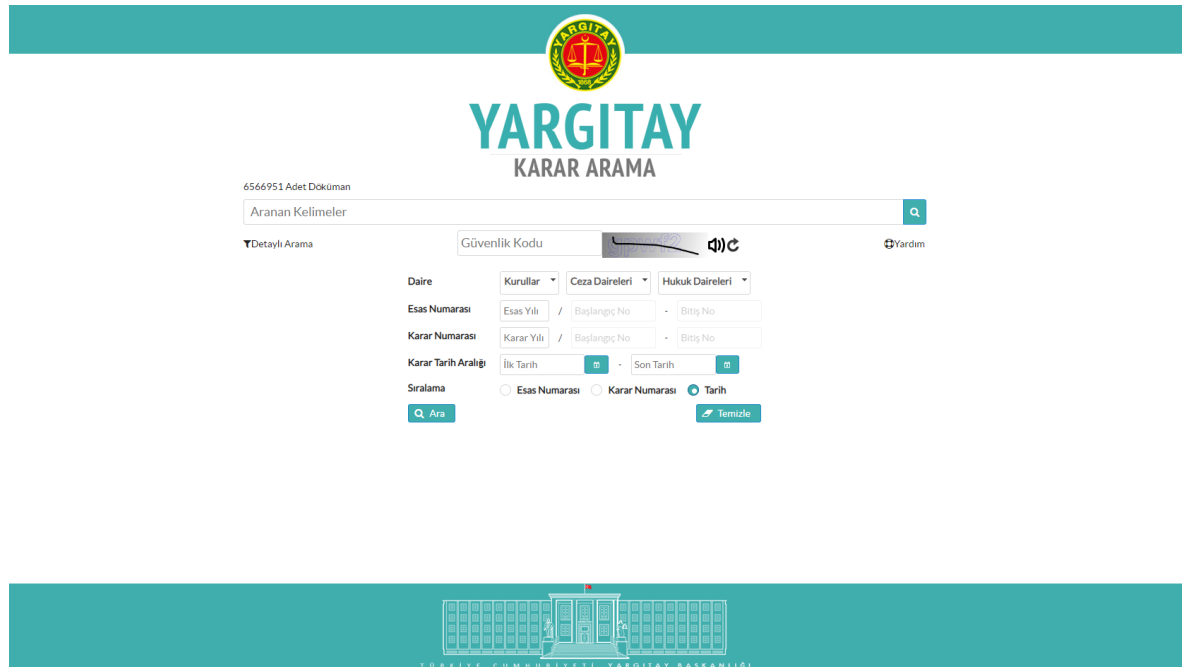 YARGITAY
1868
YARGITAY
KARAR ARAMA
6566951 Adet Döküman
Aranan Kelimeler
Detaylı Arama Güvenlik Kodu Yardım
Daire Kurullar Ceza Daireleri Hukuk Daireleri
Esas Numarası Esas Yılı / Başlangıç No - Bitiş No
Karar Numarası Karar Yılı / Başlangıç No - Bitiş No
Karar Tarih Aralığı İlk Tarih - Son Tarih
Sıralama Esas Numarası Karar Numarası Tarih
Ara Temizle
TÜRKİYE CUMHURİYETİ YARGITAY BAŞKANLIĞI